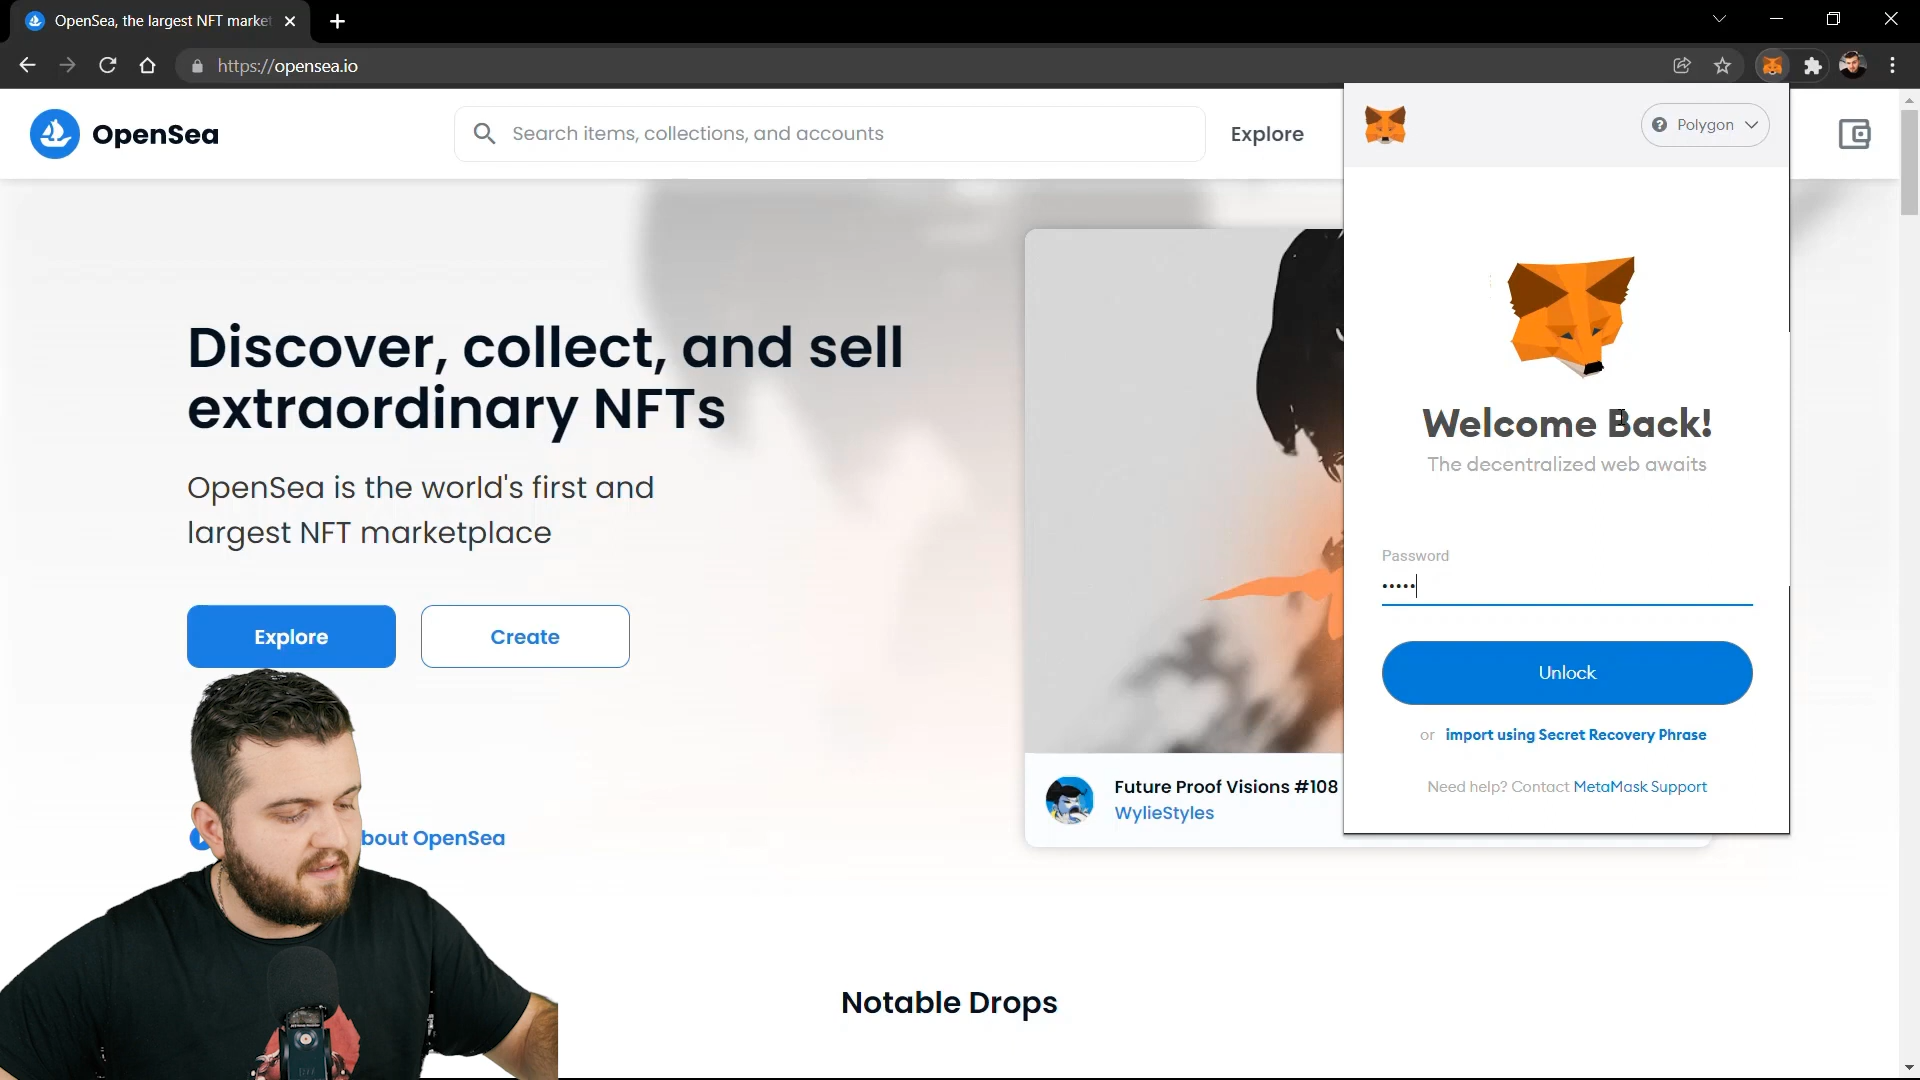 OpenSea, the largest NFT market
https://opensea.io
OpenSea
Search items, collections, and accounts
Explore
Polygon
Discover, collect, and sell
extraordinary NFTs
OpenSea is the world's first and
largest NFT marketplace
Explore
Create
bout OpenSea
Future Proof Visions #108
WylieStyles
Notable Drops
Welcome Back!
The decentralized web awaits
Password
•••••
Unlock
or import using Secret Recovery Phrase
Need help? Contact MetaMask Support